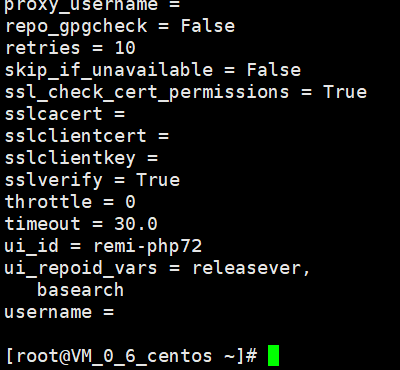 proxy_username =
repo_gpgcheck = False
retries = 10
skip_if_unavailable = False
ssl_check_cert_permissions = True
sslcacert =
sslclientcert =
sslclientkey =
sslverify = True
throttle = 0
timeout = 30.0
ui_id = remi-php72
ui_repoid_vars = releasever,
   basearch
username =

[root@VM_0_6_centos ~]#